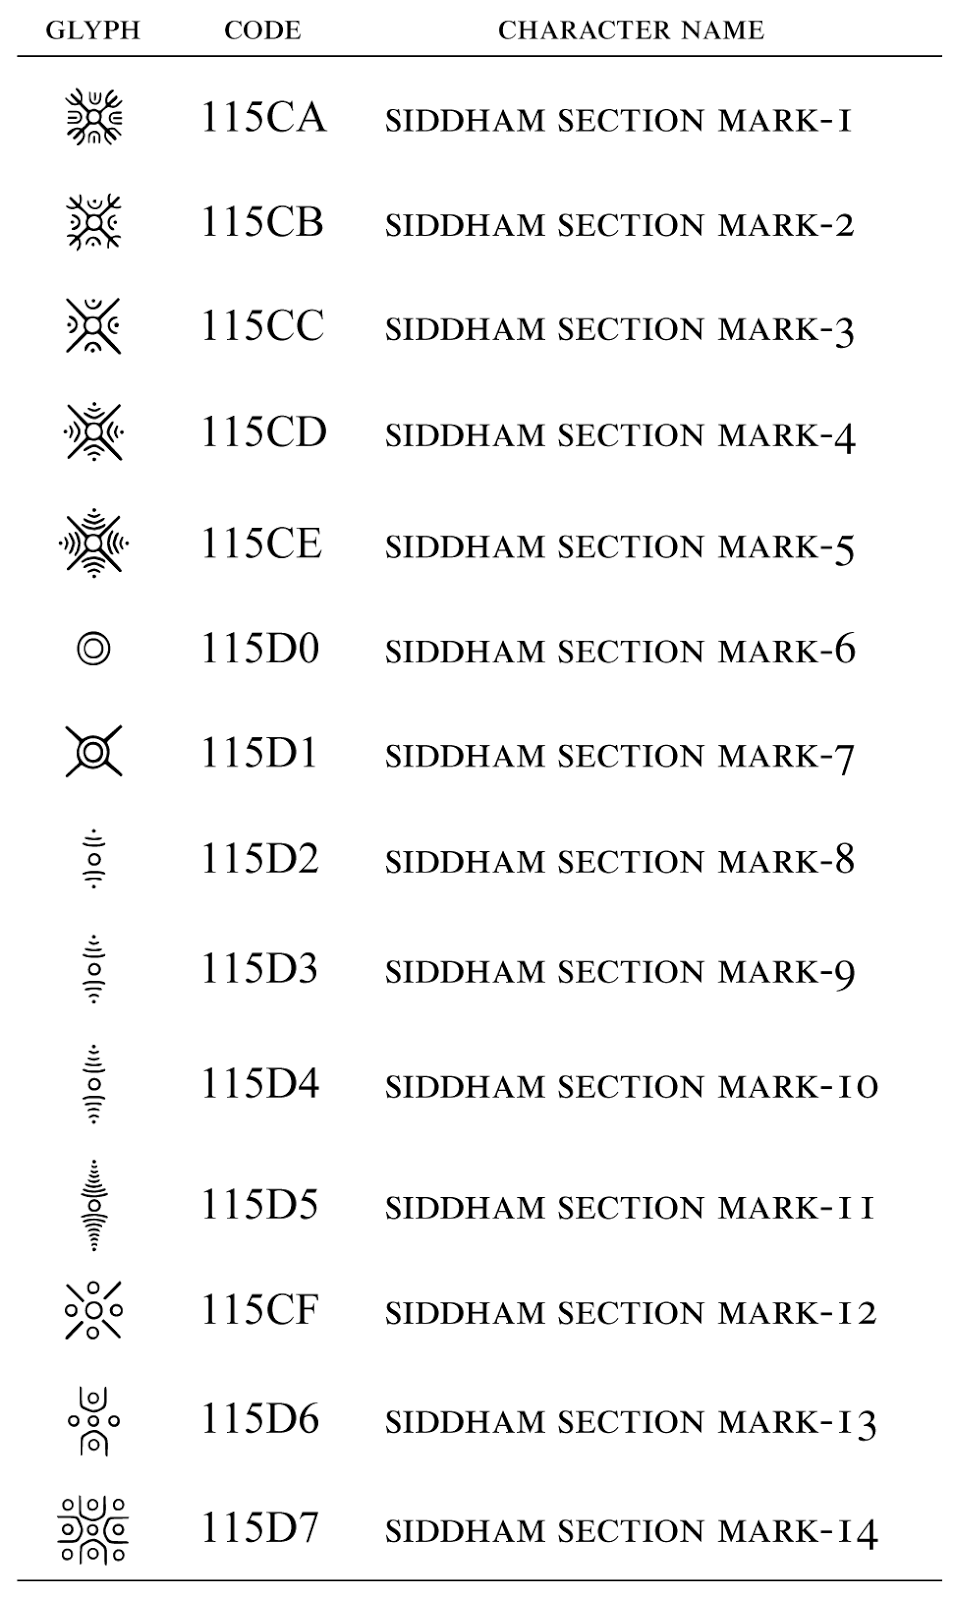 GLYPH CODE CHARACTER NAME
115CA SIDDHAM SECTION MARK-1
115CB SIDDHAM SECTION MARK-2
115CC SIDDHAM SECTION MARK-3
115CD SIDDHAM SECTION MARK-4
115CE SIDDHAM SECTION MARK-5
115D0 SIDDHAM SECTION MARK-6
115D1 SIDDHAM SECTION MARK-7
115D2 SIDDHAM SECTION MARK-8
115D3 SIDDHAM SECTION MARK-9
115D4 SIDDHAM SECTION MARK-10
115D5 SIDDHAM SECTION MARK-11
115CF SIDDHAM SECTION MARK-12
115D6 SIDDHAM SECTION MARK-13
115D7 SIDDHAM SECTION MARK-14